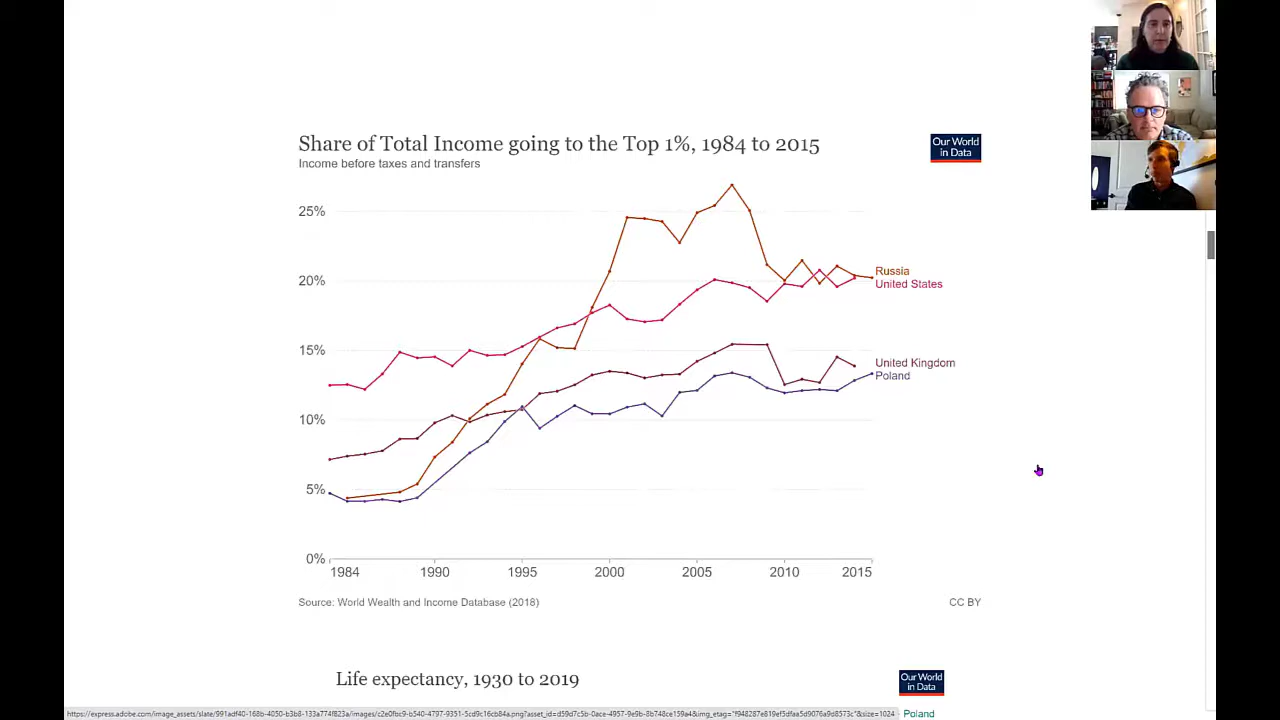 Share of Total Income going to the Top 1%, 1984 to 2015
Income before taxes and transfers
Our World
in Data
25%
20%
15%
10%
5%
0%
Russia
United States
United Kingdom
Poland
1984
1990
1995
2000
2005
2010
2015
Source: World Wealth and Income Database (2018)
CC BY
Life expectancy, 1930 to 2019
Our World
in Data
Poland